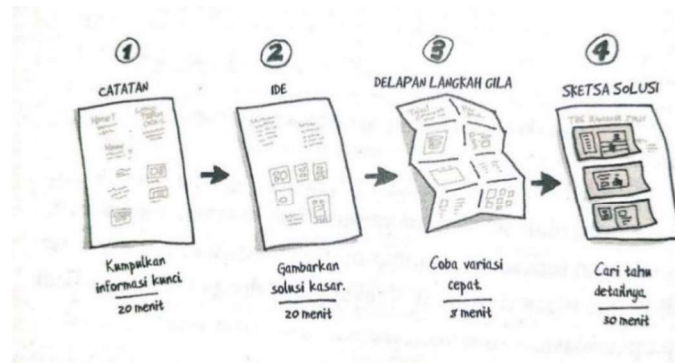 1
CATATAN
Kumpulkan
informasi kunci
20 menit
2
IDE
Gambarkan
solusi kasar.
20 menit
3
DELAPAN LANGKAH GILA
Coba variasi
cepat.
8 menit
4
SKETSA SOLUSI
Cari tahu
detailnya
30 menit